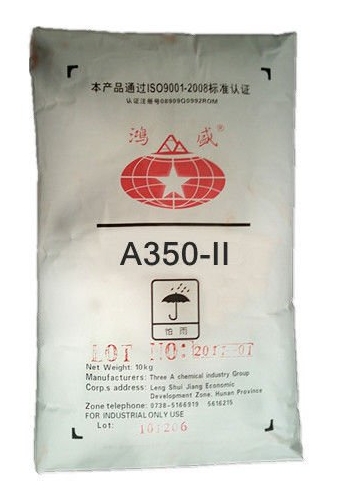 本产品通过ISO9001-2008标准认证
认证注册号08909Q0992ROM
鸿 盛®
A350-II
怕 雨
LOT NO: 2011-07
Net Weight: 10kg
Manufacturers: Three A chemical industry Group
Corp.s address: Leng Shui Jiang Economic
Development Zone, Hunan Province
Zone telephone: 0738-5166919 5616215
FOR INDUSTRIAL ONLY USE
Lot: 101206